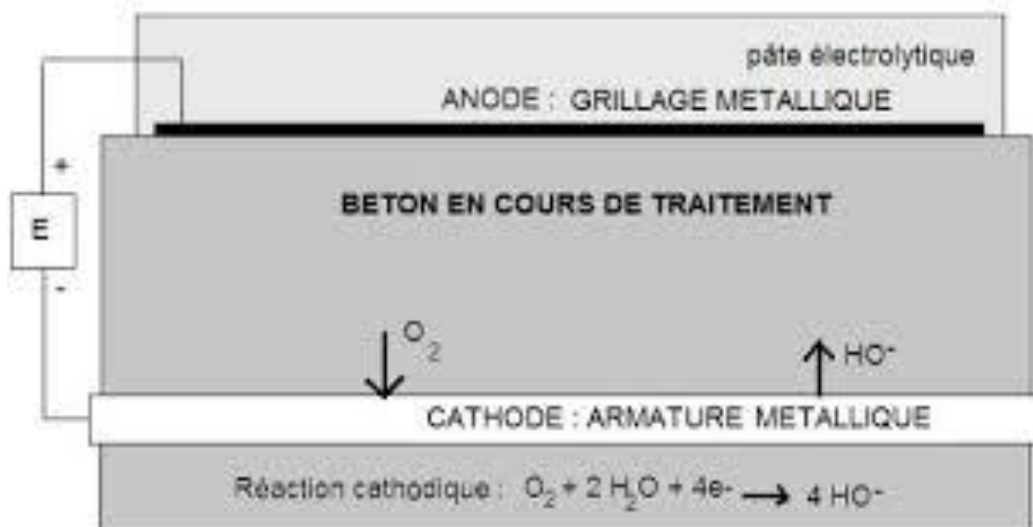 pâte électrolytique
ANODE : GRILLAGE METALLIQUE
+
BETON EN COURS DE TRAITEMENT
E
-
O₂
HO⁻
CATHODE : ARMATURE METALLIQUE
Réaction cathodique : O₂ + 2 H₂O + 4e- → 4 HO⁻